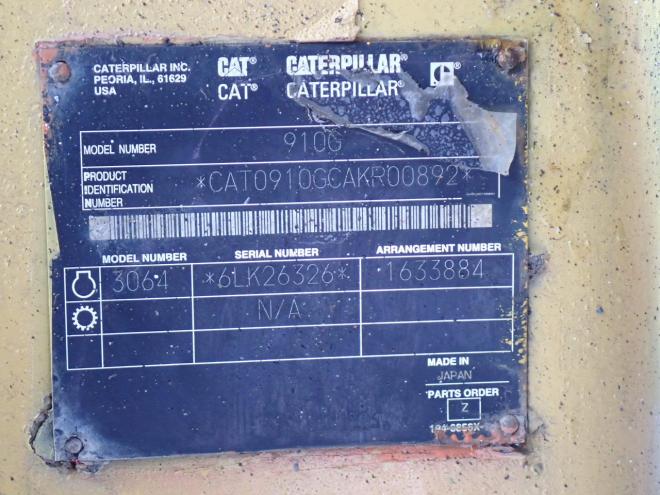 CATERPILLAR INC.
PEORIA, IL., 61629
USA
CAT® CATERPILLAR ®
CAT® CATERPILLAR®
MODEL NUMBER 910G
PRODUCT
IDENTIFICATION
NUMBER *CAT0910GCAKR00892*
MODEL NUMBER SERIAL NUMBER ARRANGEMENT NUMBER
3064 *6LK26326* 1633884
N/A
MADE IN
JAPAN
PARTS ORDER
Z